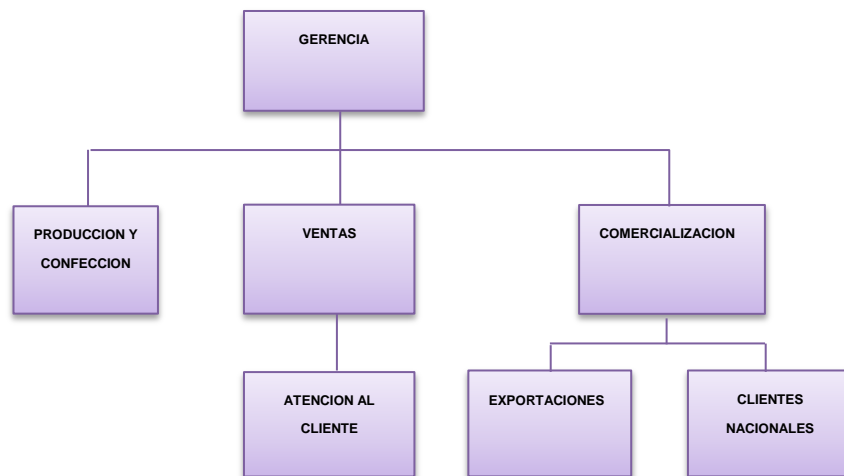 GERENCIA
PRODUCCION Y
CONFECCION
VENTAS
COMERCIALIZACION
ATENCION AL
CLIENTE
EXPORTACIONES
CLIENTES
NACIONALES